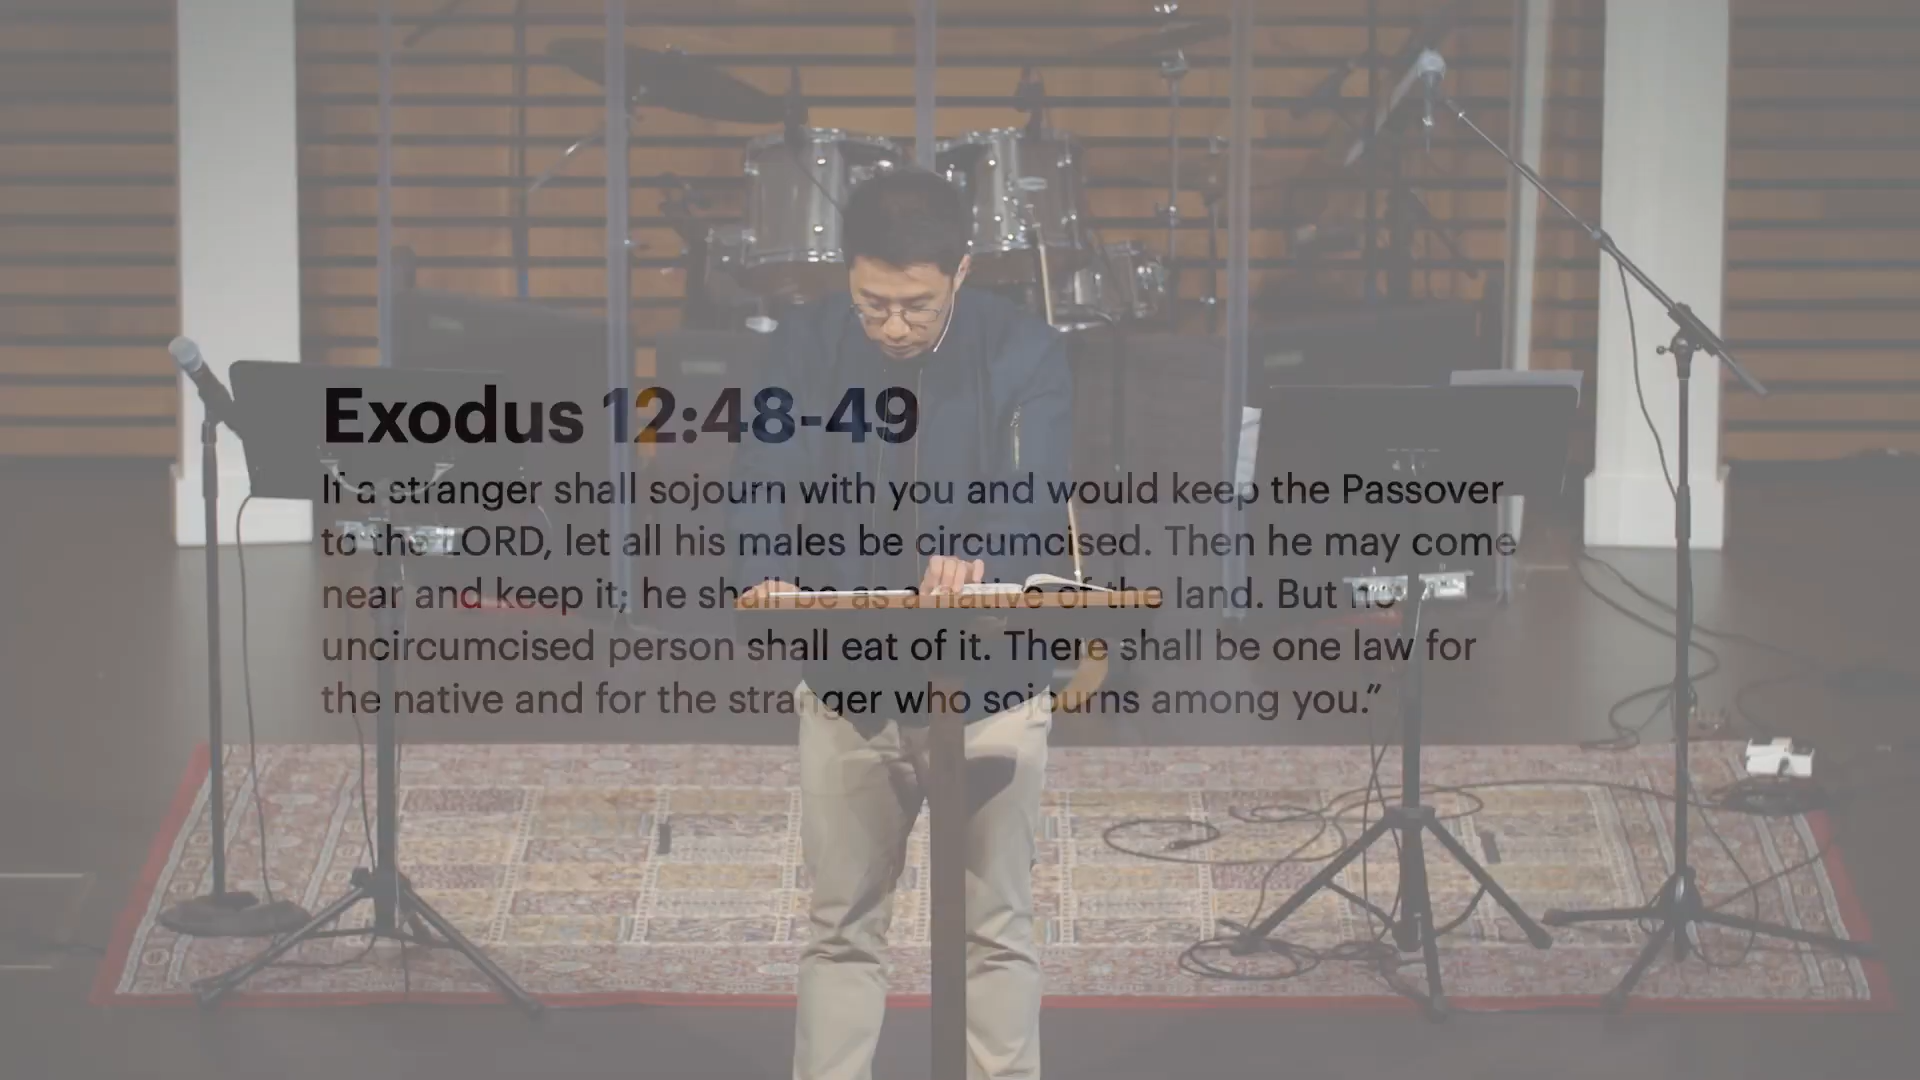 Exodus 12:48-49
If a stranger shall sojourn with you and would keep the Passover
to the LORD, let all his males be circumcised. Then he may come
near and keep it; he shall be as a native of the land. But no
uncircumcised person shall eat of it. There shall be one law for
the native and for the stranger who sojourns among you.”